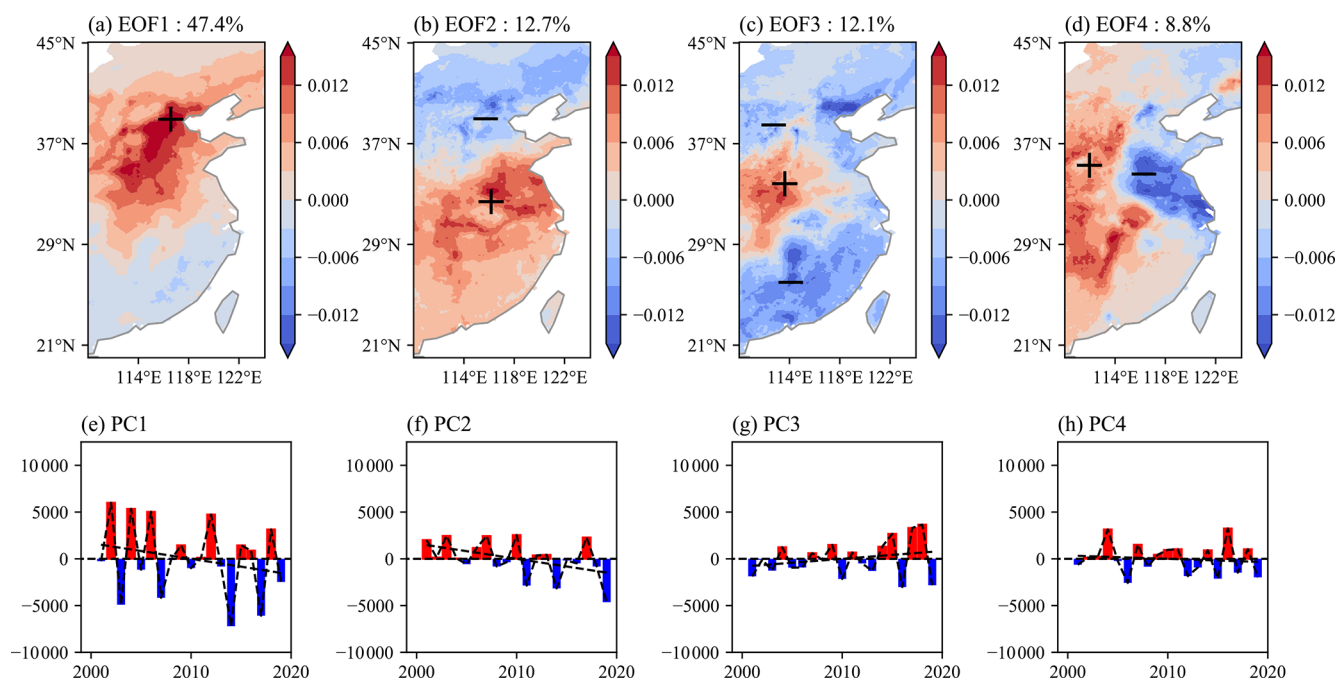 (a) EOF1 : 47.4%
(b) EOF2 : 12.7%
(c) EOF3 : 12.1%
(d) EOF4 : 8.8%
45°N
37°N
29°N
21°N
114°E 118°E 122°E
0.012
0.006
0.000
−0.006
−0.012
45°N
37°N
29°N
21°N
114°E 118°E 122°E
0.012
0.006
0.000
−0.006
−0.012
45°N
37°N
29°N
21°N
114°E 118°E 122°E
0.012
0.006
0.000
−0.006
−0.012
45°N
37°N
29°N
21°N
114°E 118°E 122°E
0.012
0.006
0.000
−0.006
−0.012
(e) PC1
(f) PC2
(g) PC3
(h) PC4
10 000
5000
0
−5000
−10 000
2000 2010 2020
10 000
5000
0
−5000
−10 000
2000 2010 2020
10 000
5000
0
−5000
−10 000
2000 2010 2020
10 000
5000
0
−5000
−10 000
2000 2010 2020